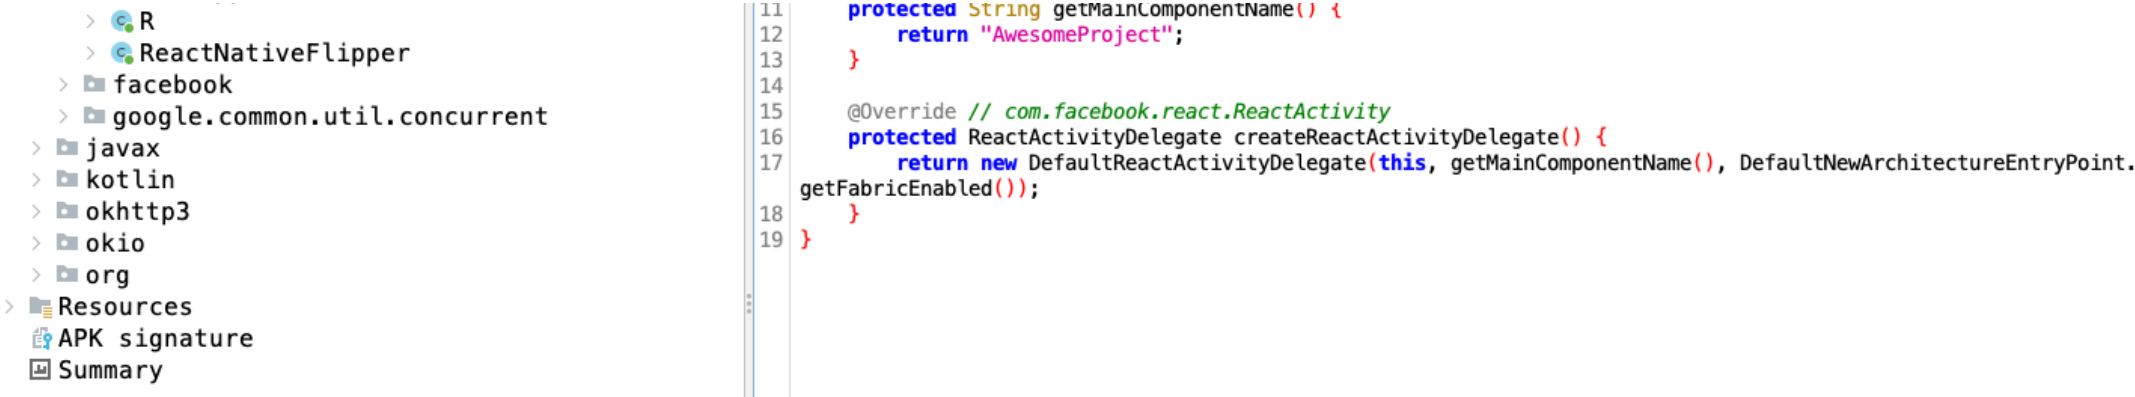 R
ReactNativeFlipper
facebook
google.common.util.concurrent
javax
kotlin
okhttp3
okio
org
Resources
APK signature
Summary
11 protected String getMainComponentName() {
12 return "AwesomeProject";
13 }
14
15 @Override // com.facebook.react.ReactActivity
16 protected ReactActivityDelegate createReactActivityDelegate() {
17 return new DefaultReactActivityDelegate(this, getMainComponentName(), DefaultNewArchitectureEntryPoint.
getFabricEnabled());
18 }
19 }